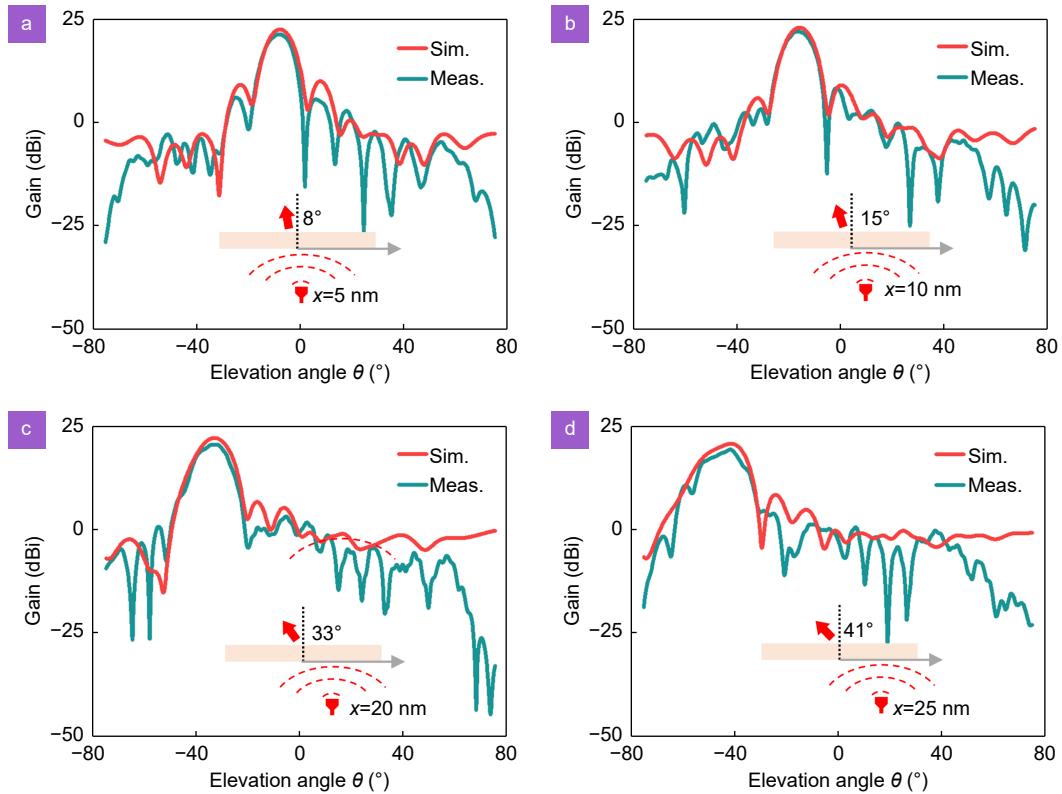 a
25
0
−25
−50
Gain (dBi)
Sim.
Meas.
8°
x=5 nm
−80
−40
0
40
80
Elevation angle θ (°)
b
25
0
−25
−50
Gain (dBi)
Sim.
Meas.
15°
x=10 nm
−80
−40
0
40
80
Elevation angle θ (°)
c
25
0
−25
−50
Gain (dBi)
Sim.
Meas.
33°
x=20 nm
−80
−40
0
40
80
Elevation angle θ (°)
d
25
0
−25
−50
Gain (dBi)
Sim.
Meas.
41°
x=25 nm
−80
−40
0
40
80
Elevation angle θ (°)